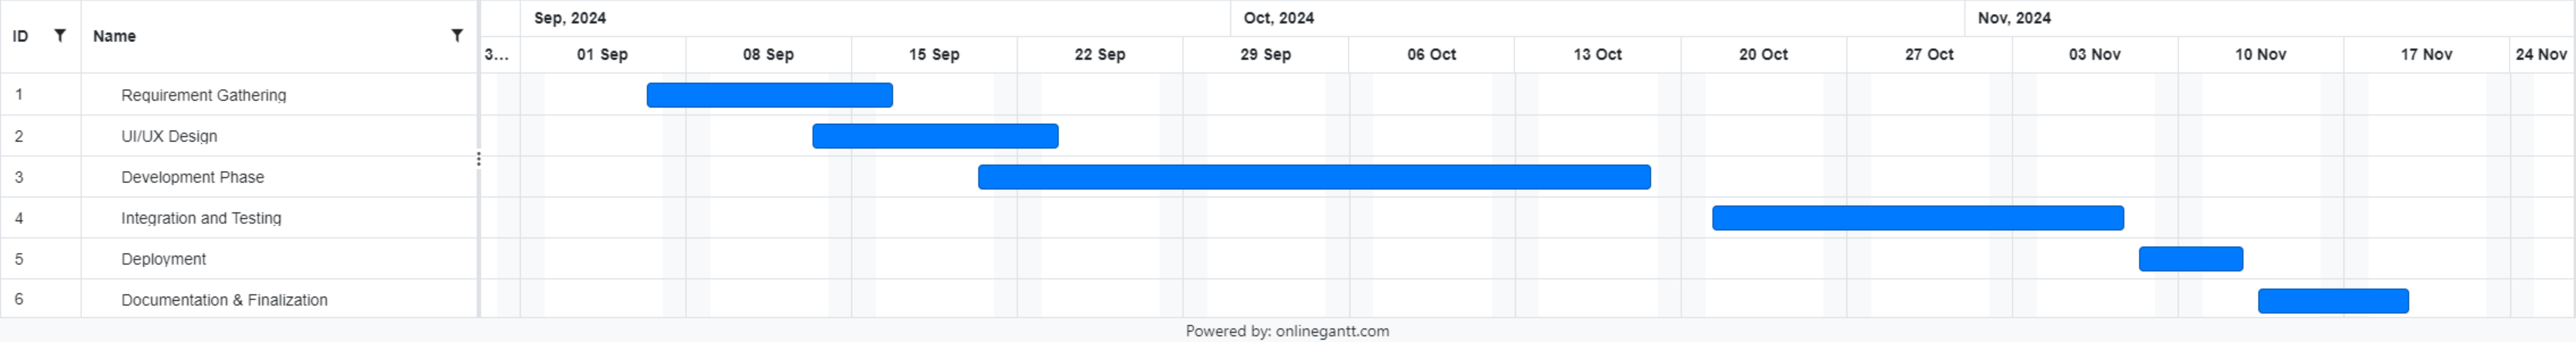 ID Name
Sep, 2024 Oct, 2024 Nov, 2024
3... 01 Sep 08 Sep 15 Sep 22 Sep 29 Sep 06 Oct 13 Oct 20 Oct 27 Oct 03 Nov 10 Nov 17 Nov 24 Nov
1 Requirement Gathering
2 UI/UX Design
3 Development Phase
4 Integration and Testing
5 Deployment
6 Documentation & Finalization
Powered by: onlinegantt.com